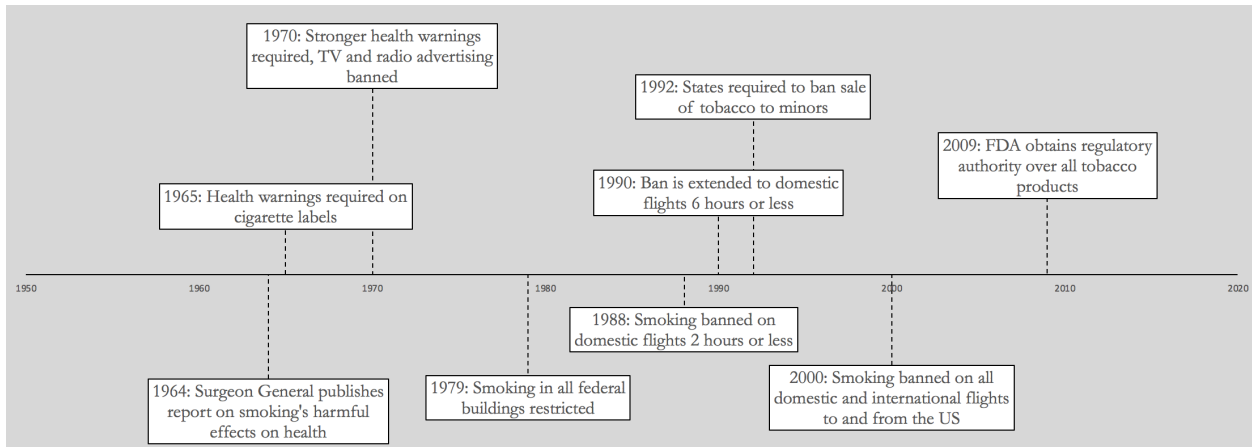 1970: Stronger health warnings
required, TV and radio advertising
banned
1992: States required to ban sale
of tobacco to minors
2009: FDA obtains regulatory
authority over all tobacco
products
1965: Health warnings required on
cigarette labels
1990: Ban is extended to domestic
flights 6 hours or less
1950 1960 1970 1980 1990 2000 2010 2020
1988: Smoking banned on
domestic flights 2 hours or less
1964: Surgeon General publishes
report on smoking's harmful
effects on health
1979: Smoking in all federal
buildings restricted
2000: Smoking banned on all
domestic and international flights
to and from the US